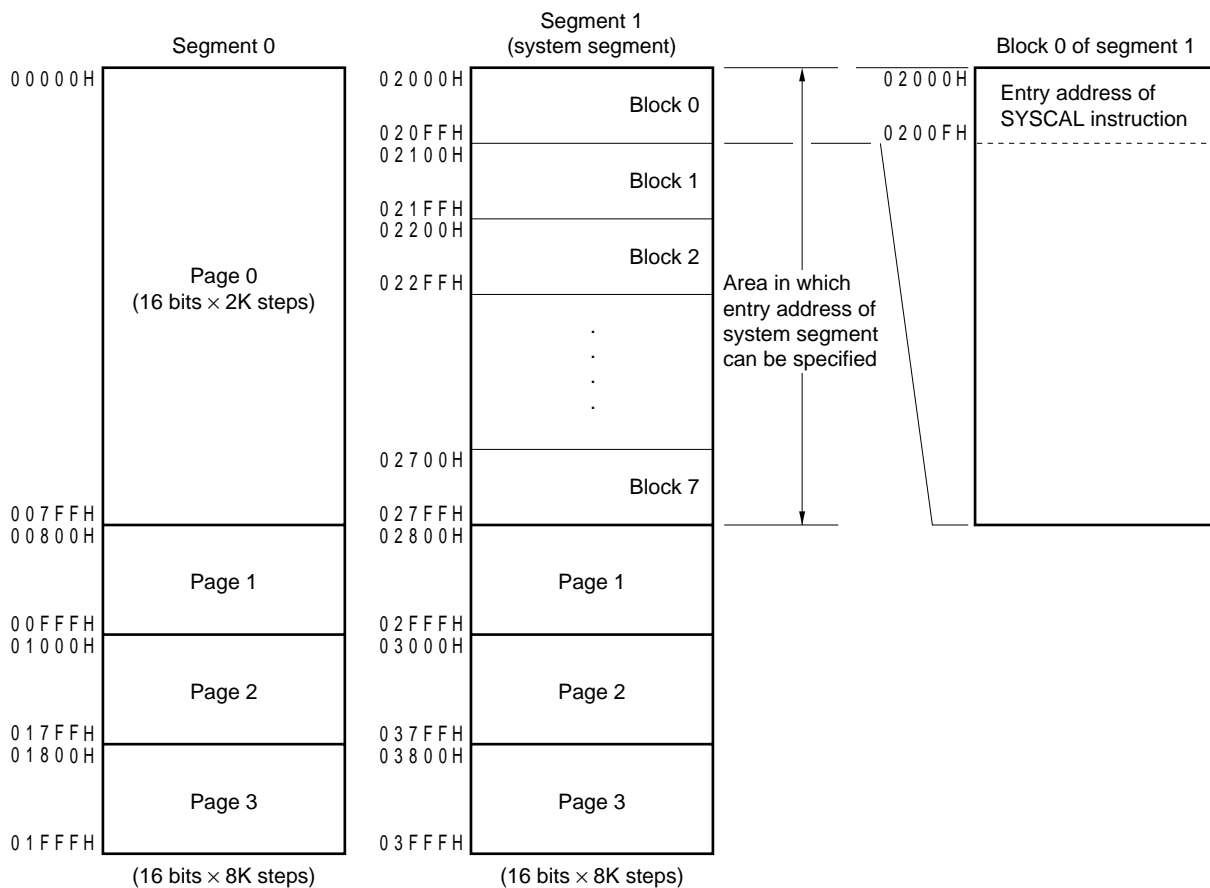 Segment 0
00000H
Page 0
(16 bits × 2K steps)
007FFH
00800H
Page 1
00FFFH
01000H
Page 2
017FFH
01800H
Page 3
01FFFH
(16 bits × 8K steps)
Segment 1
(system segment)
02000H
Block 0
020FFH
02100H
Block 1
021FFH
02200H
Block 2
022FFH
.
.
.
.
02700H
Block 7
027FFH
02800H
Page 1
02FFFH
03000H
Page 2
037FFH
03800H
Page 3
03FFFH
(16 bits × 8K steps)
Area in which
entry address of
system segment
can be specified
Block 0 of segment 1
02000H
Entry address of
SYSCAL instruction
0200FH